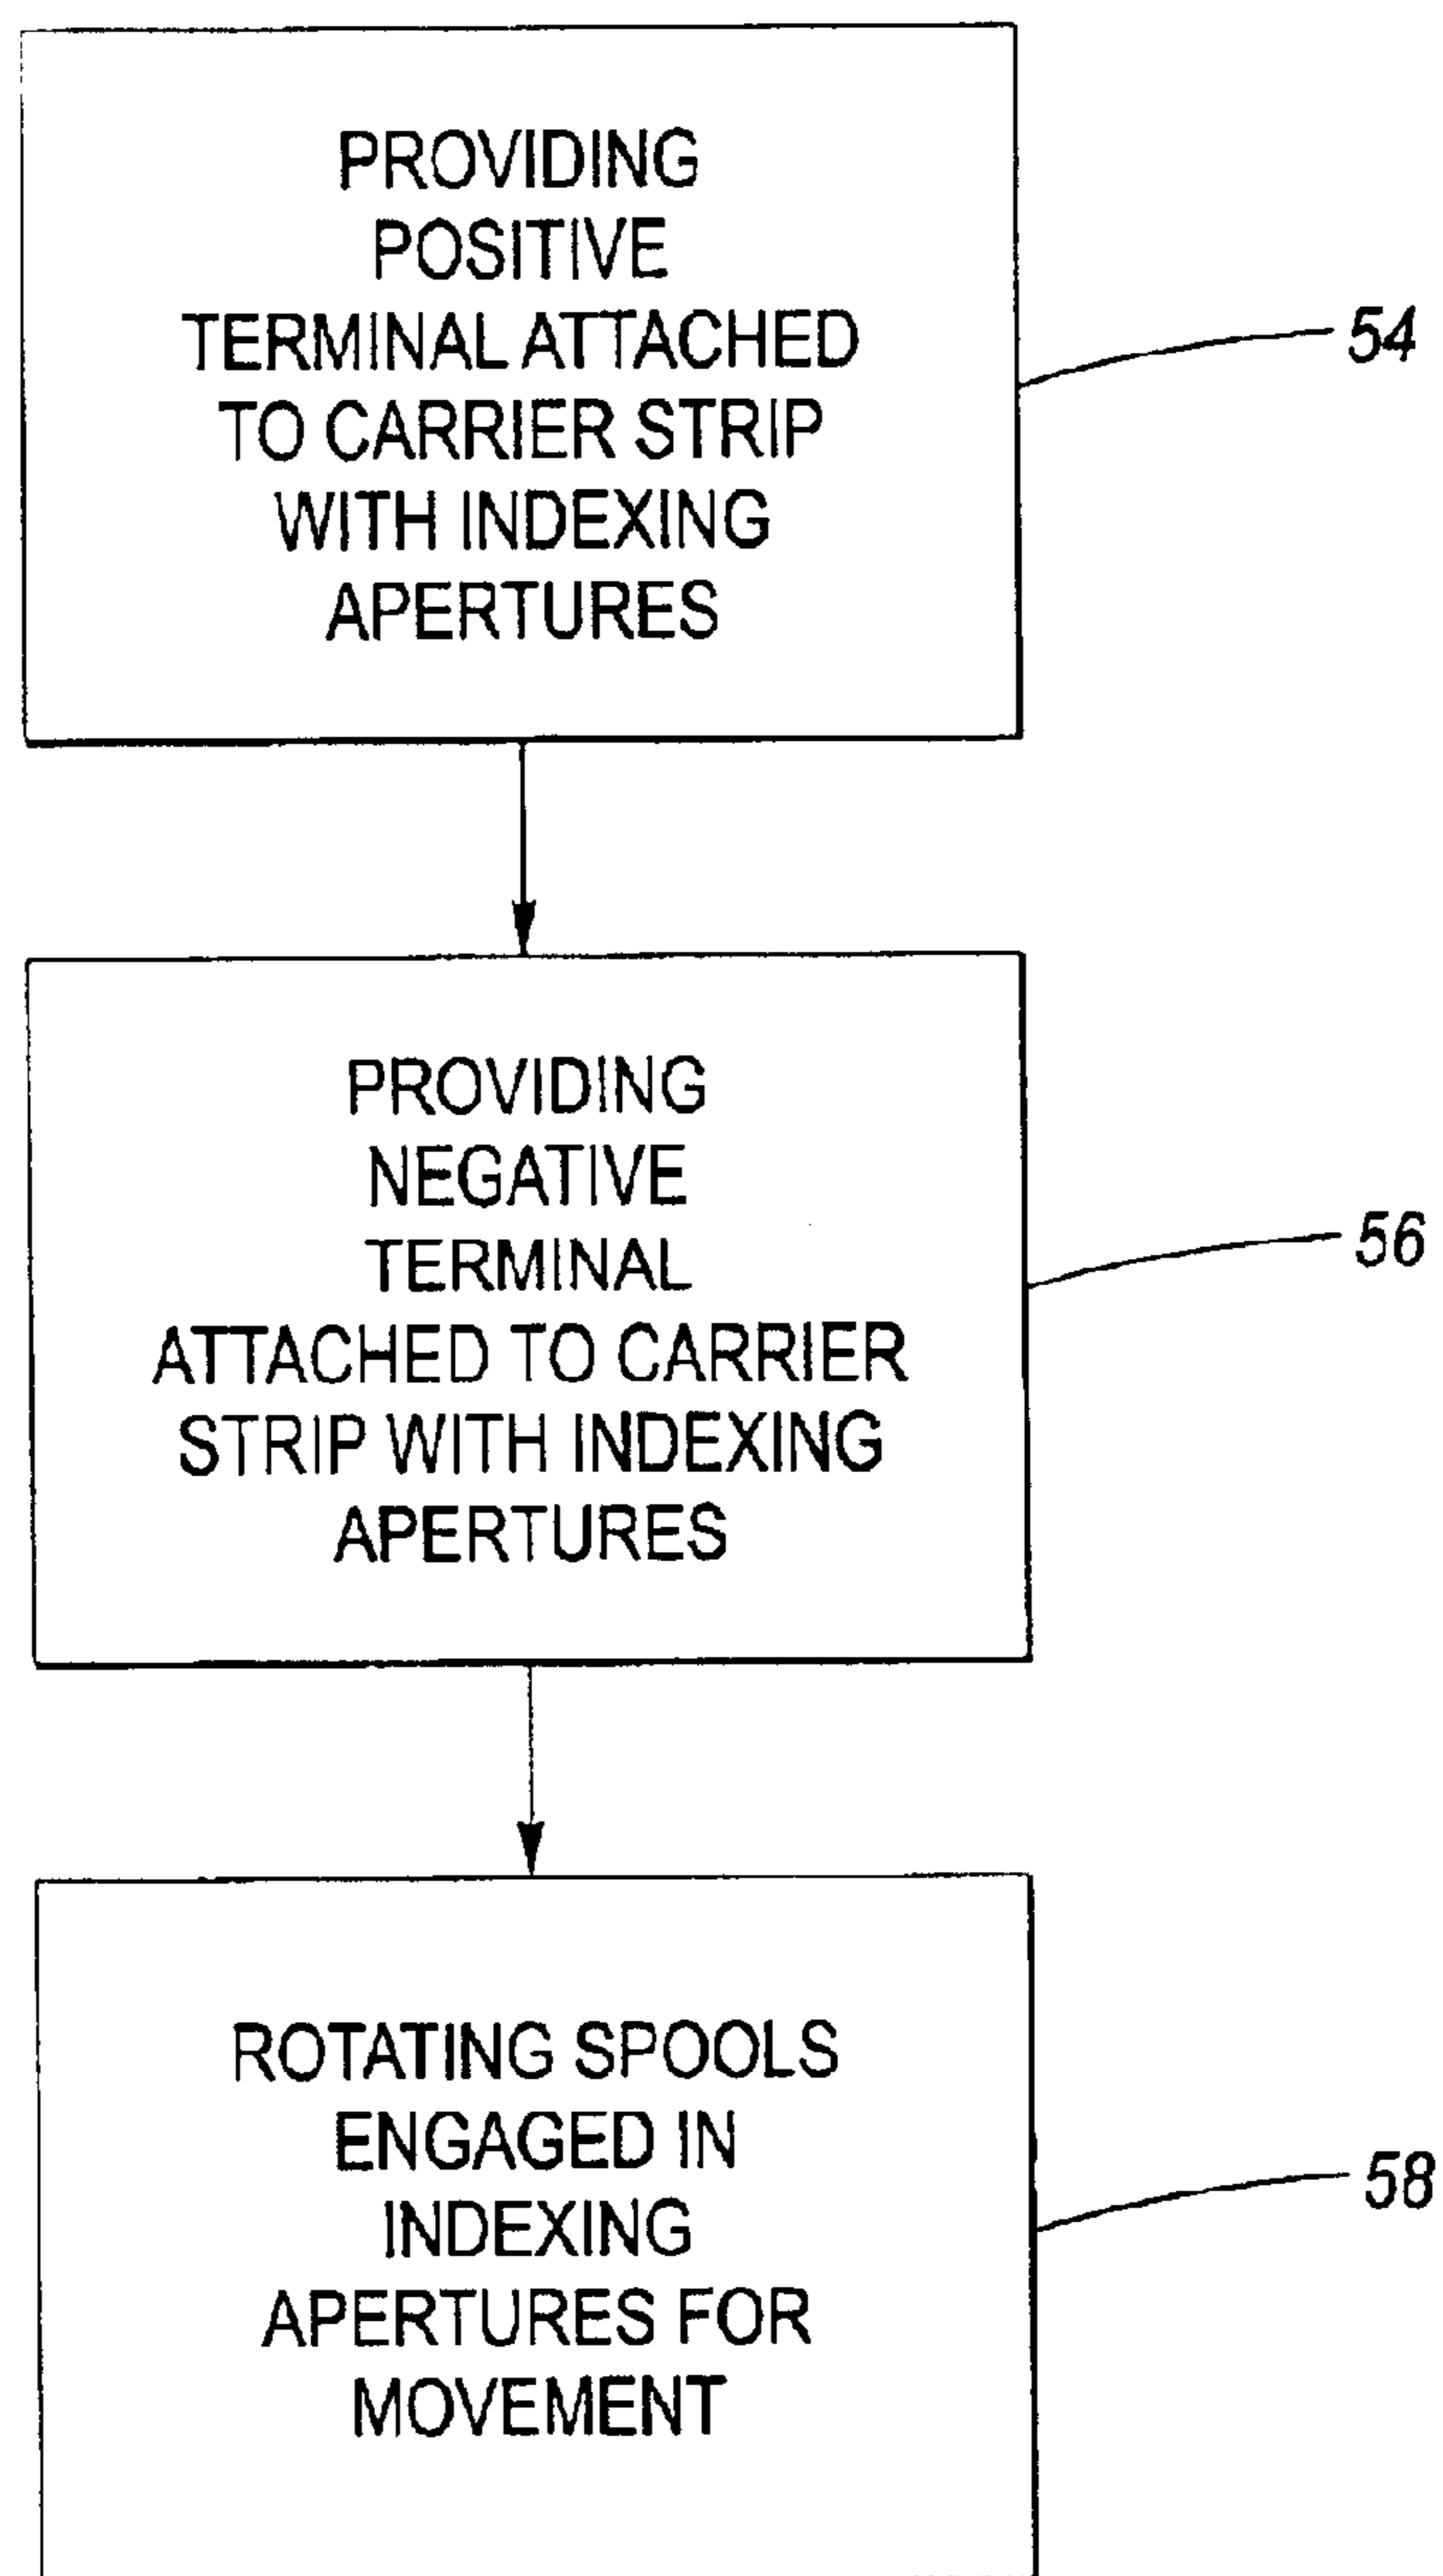 PROVIDING
POSITIVE
TERMINAL ATTACHED
TO CARRIER STRIP
WITH INDEXING
APERTURES
54
PROVIDING
NEGATIVE
TERMINAL
ATTACHED TO CARRIER
STRIP WITH INDEXING
APERTURES
56
ROTATING SPOOLS
ENGAGED IN
INDEXING
APERTURES FOR
MOVEMENT
58